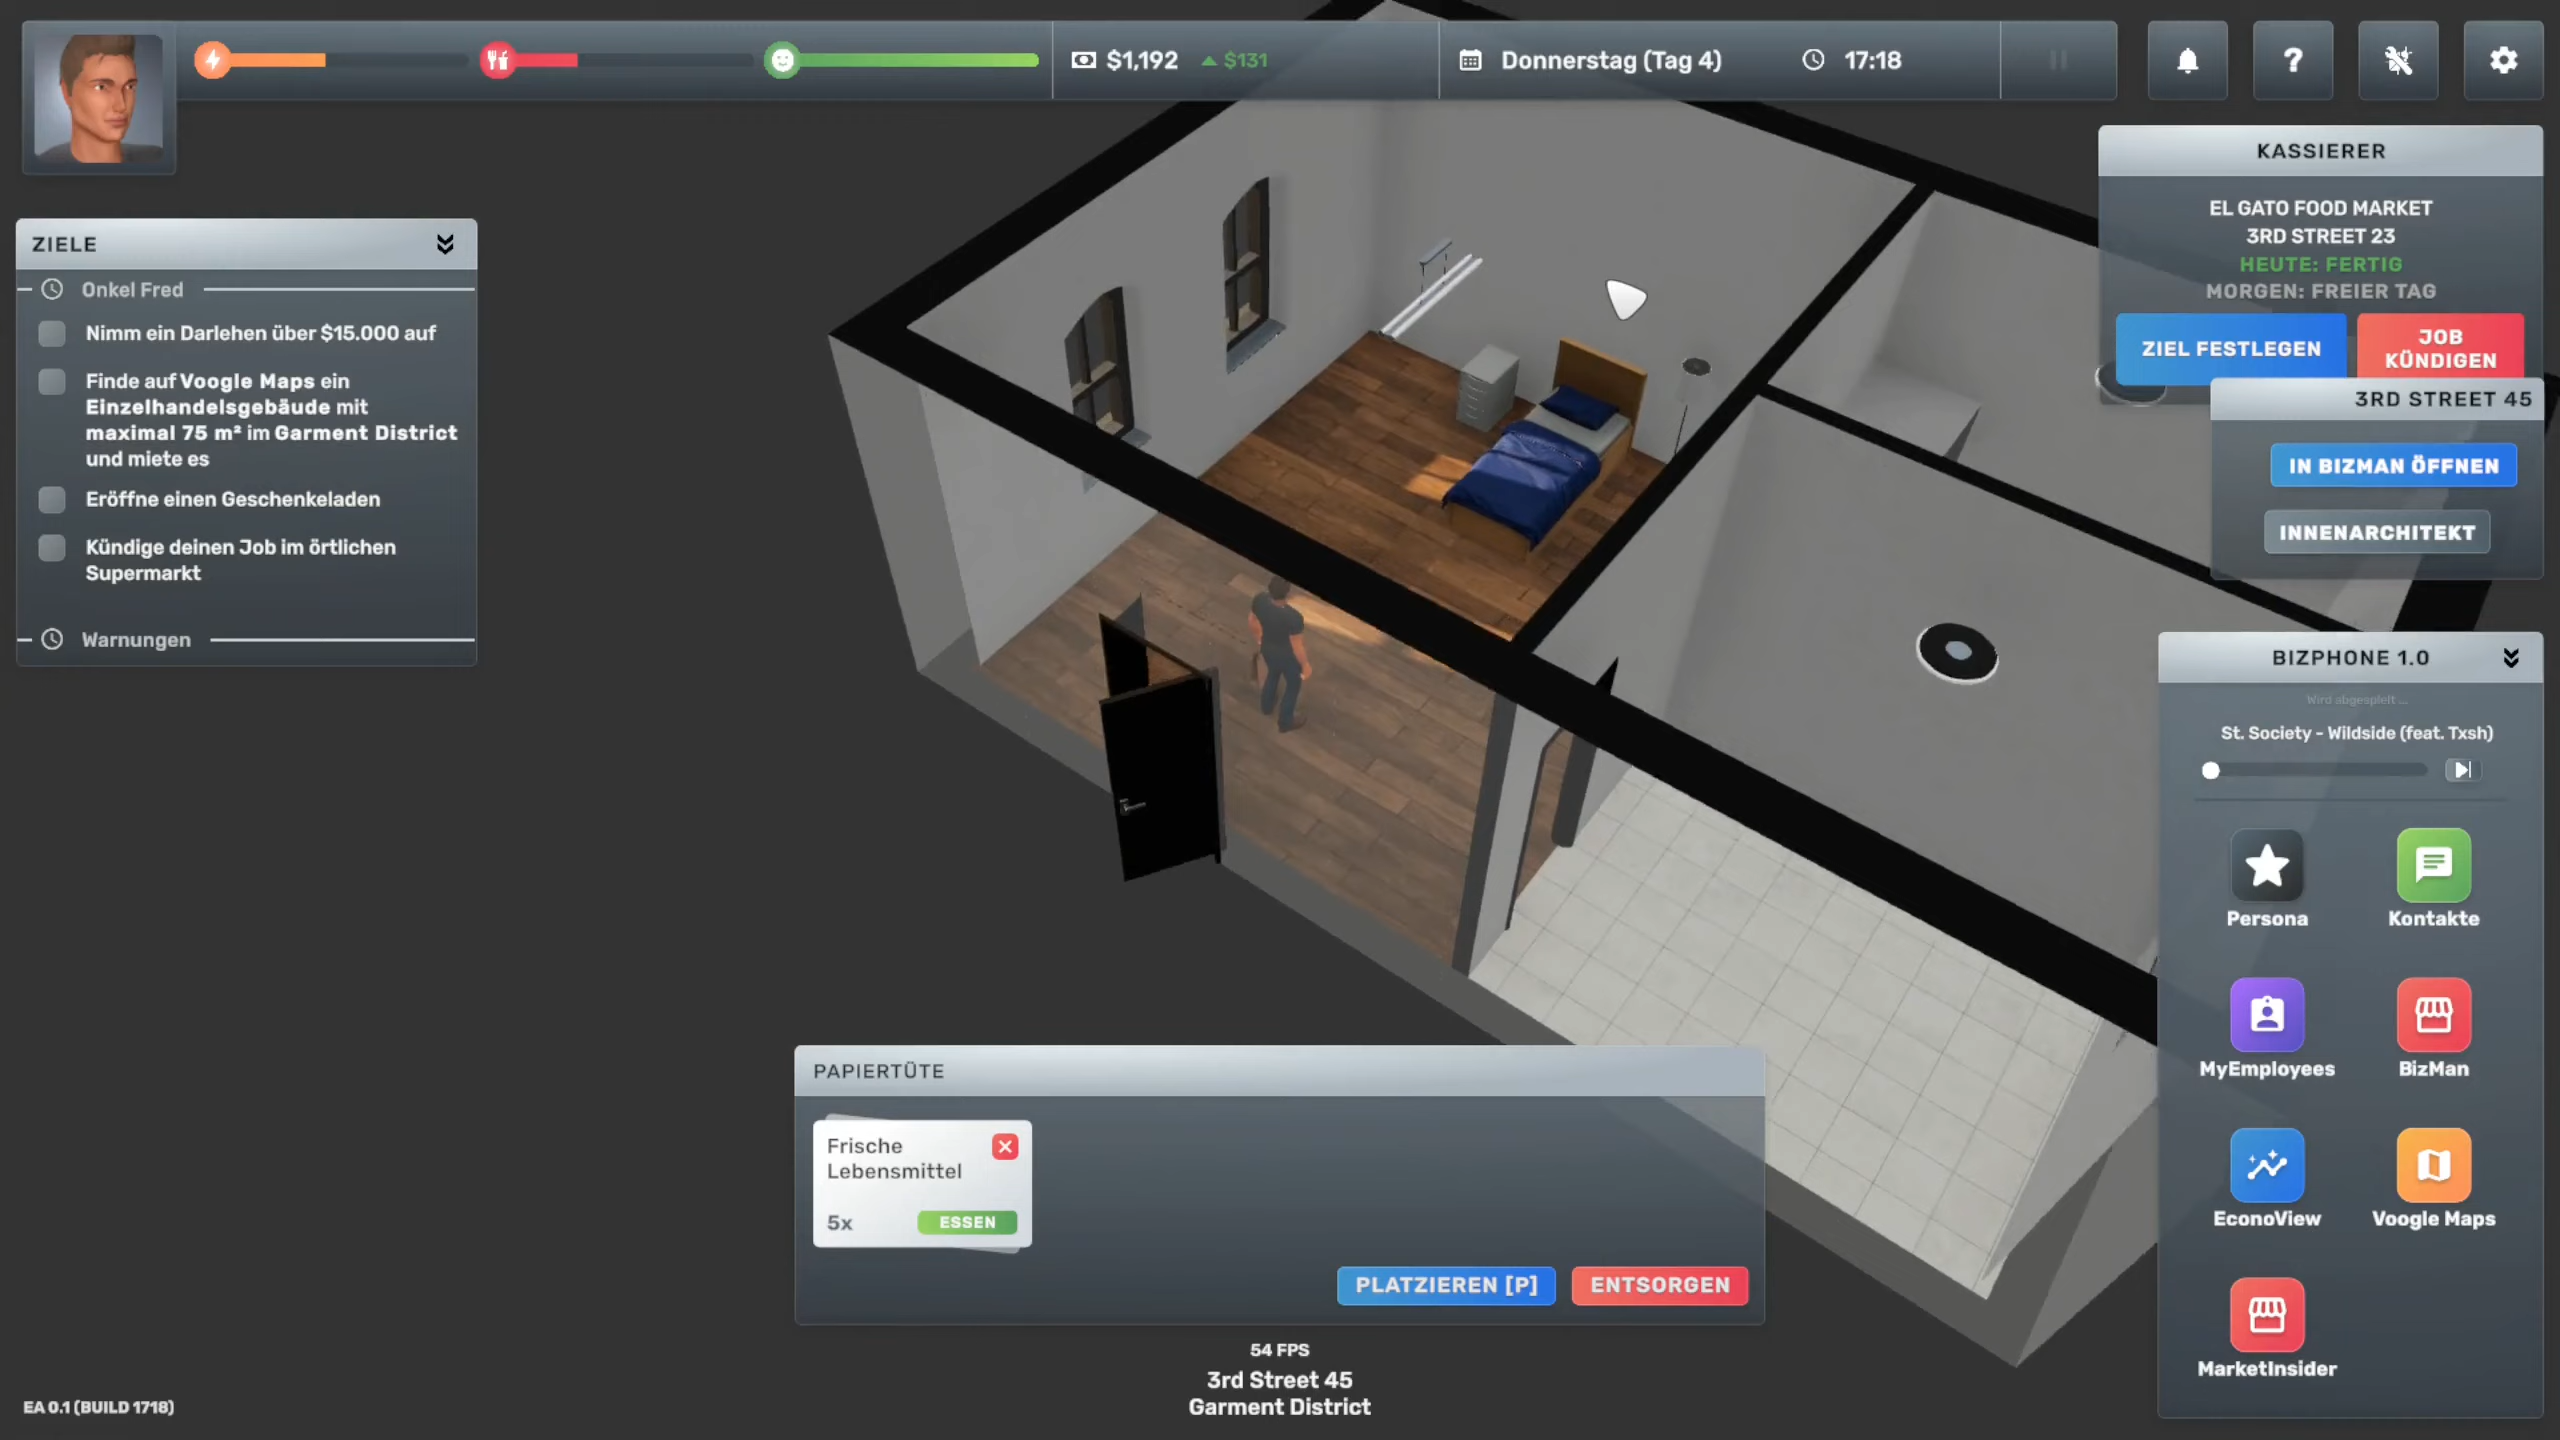 $1,192
$131
Donnerstag (Tag 4)
17:18
?
ZIELE
Onkel Fred
Nimm ein Darlehen über $15.000 auf
Finde auf Voogle Maps ein
Einzelhandelsgebäude mit
maximal 75 m² im Garment District
und miete es
Eröffne einen Geschenkeladen
Kündige deinen Job im örtlichen
Supermarkt
Warnungen
KASSIERER
EL GATO FOOD MARKET
3RD STREET 23
HEUTE: FERTIG
MORGEN: FREIER TAG
ZIEL FESTLEGEN
JOB
KÜNDIGEN
3RD STREET 45
IN BIZMAN ÖFFNEN
INNENARCHITEKT
BIZPHONE 1.0
Wird abgespielt ...
St. Society - Wildside (feat. Txsh)
Persona
Kontakte
MyEmployees
BizMan
EconoView
Voogle Maps
MarketInsider
PAPIERTÜTE
Frische
Lebensmittel
5x
ESSEN
PLATZIEREN [P]
ENTSORGEN
54 FPS
3rd Street 45
Garment District
EA 0.1 (BUILD 1718)